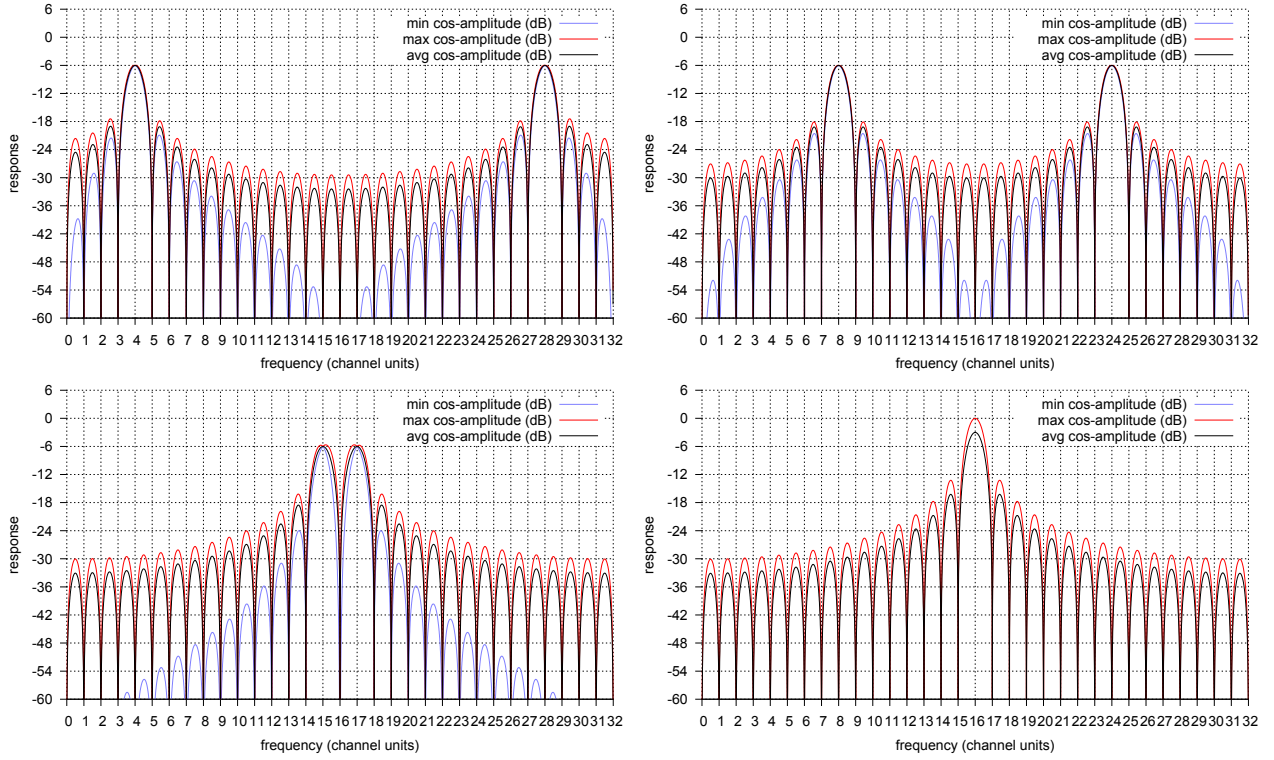 6
0
-6
-12
-18
-24
-30
-36
-42
-48
-54
-60
response
min cos-amplitude (dB)
max cos-amplitude (dB)
avg cos-amplitude (dB)
0 1 2 3 4 5 6 7 8 9 10 11 12 13 14 15 16 17 18 19 20 21 22 23 24 25 26 27 28 29 30 31 32
frequency (channel units)
6
0
-6
-12
-18
-24
-30
-36
-42
-48
-54
-60
response
min cos-amplitude (dB)
max cos-amplitude (dB)
avg cos-amplitude (dB)
0 1 2 3 4 5 6 7 8 9 10 11 12 13 14 15 16 17 18 19 20 21 22 23 24 25 26 27 28 29 30 31 32
frequency (channel units)
6
0
-6
-12
-18
-24
-30
-36
-42
-48
-54
-60
response
min cos-amplitude (dB)
max cos-amplitude (dB)
avg cos-amplitude (dB)
0 1 2 3 4 5 6 7 8 9 10 11 12 13 14 15 16 17 18 19 20 21 22 23 24 25 26 27 28 29 30 31 32
frequency (channel units)
6
0
-6
-12
-18
-24
-30
-36
-42
-48
-54
-60
response
min cos-amplitude (dB)
max cos-amplitude (dB)
avg cos-amplitude (dB)
0 1 2 3 4 5 6 7 8 9 10 11 12 13 14 15 16 17 18 19 20 21 22 23 24 25 26 27 28 29 30 31 32
frequency (channel units)